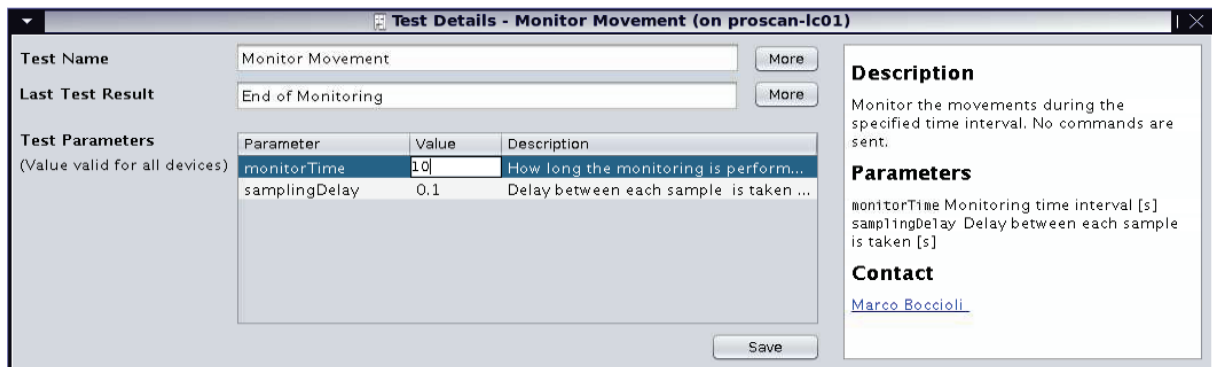 Test Details - Monitor Movement (on proscan-lc01)
Test Name
Monitor Movement
More
Last Test Result
End of Monitoring
More
Test Parameters
(Value valid for all devices)
Parameter Value Description
monitorTime 10 How long the monitoring is perform...
samplingDelay 0.1 Delay between each sample is taken ...
Save
Description
Monitor the movements during the
specified time interval. No commands are
sent.
Parameters
monitorTime Monitoring time interval [s]
samplingDelay Delay between each sample
is taken [s]
Contact
Marco Boccioli